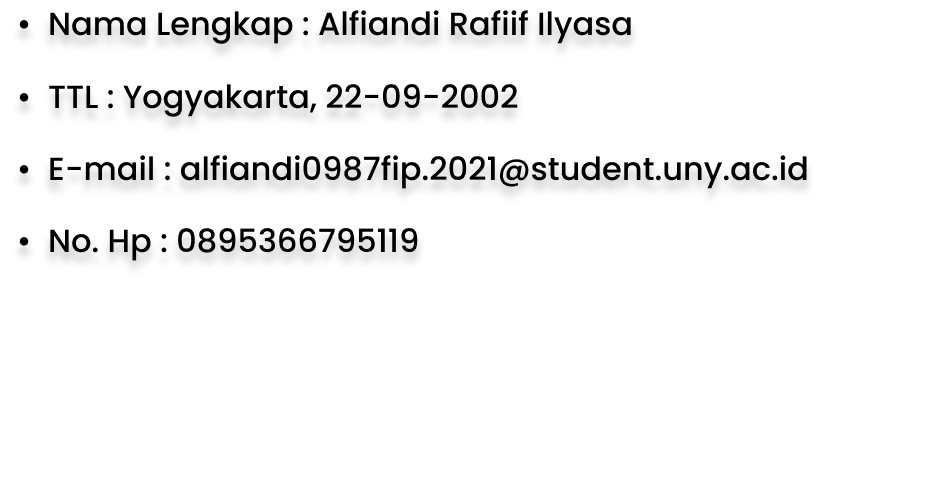 • Nama Lengkap : Alfiandi Rafiif Ilyasa
• TTL : Yogyakarta, 22-09-2002
• E-mail : alfiandi0987fip.2021@student.uny.ac.id
• No. Hp : 0895366795119